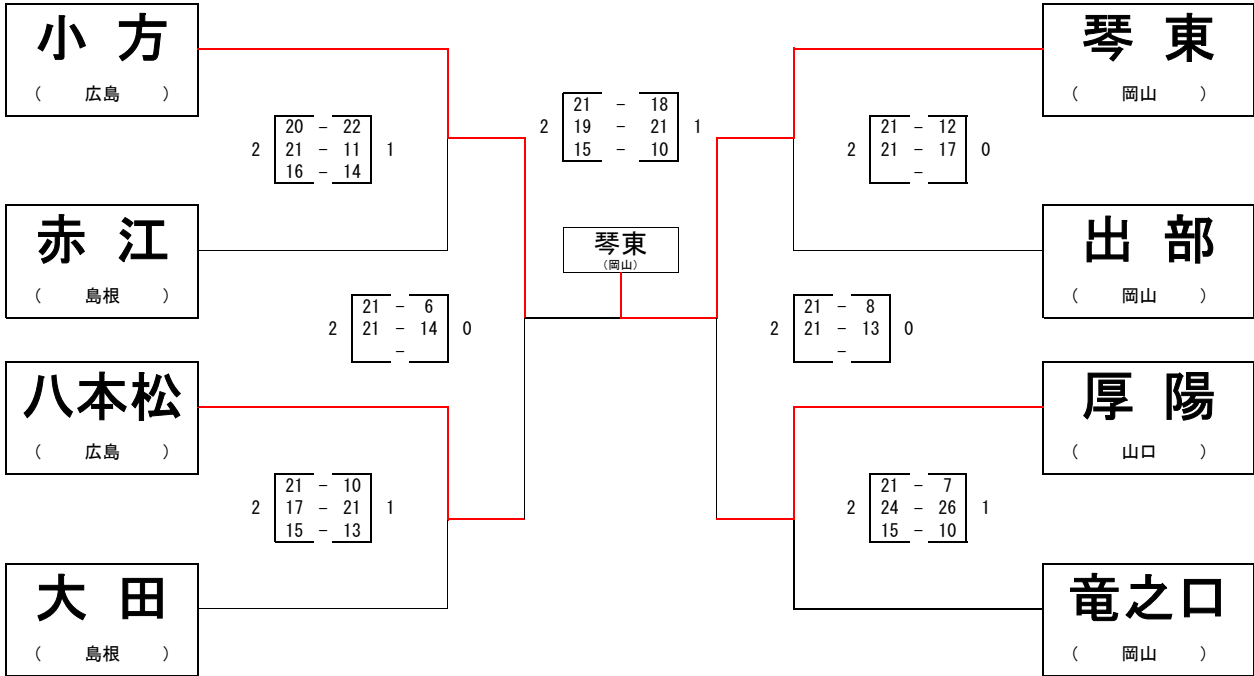 小方
( 広島 )
琴東
( 岡山 )
21 - 18
2 19 - 21 1
15 - 10
20 - 22
2 21 - 11 1
16 - 14
21 - 12
2 21 - 17 0
-
赤江
( 島根 )
琴東
(岡山)
出部
( 岡山 )
21 - 6
2 21 - 14 0
-
21 - 8
2 21 - 13 0
-
八本松
( 広島 )
厚陽
( 山口 )
21 - 10
2 17 - 21 1
15 - 13
21 - 7
2 24 - 26 1
15 - 10
大田
( 島根 )
竜之口
( 岡山 )